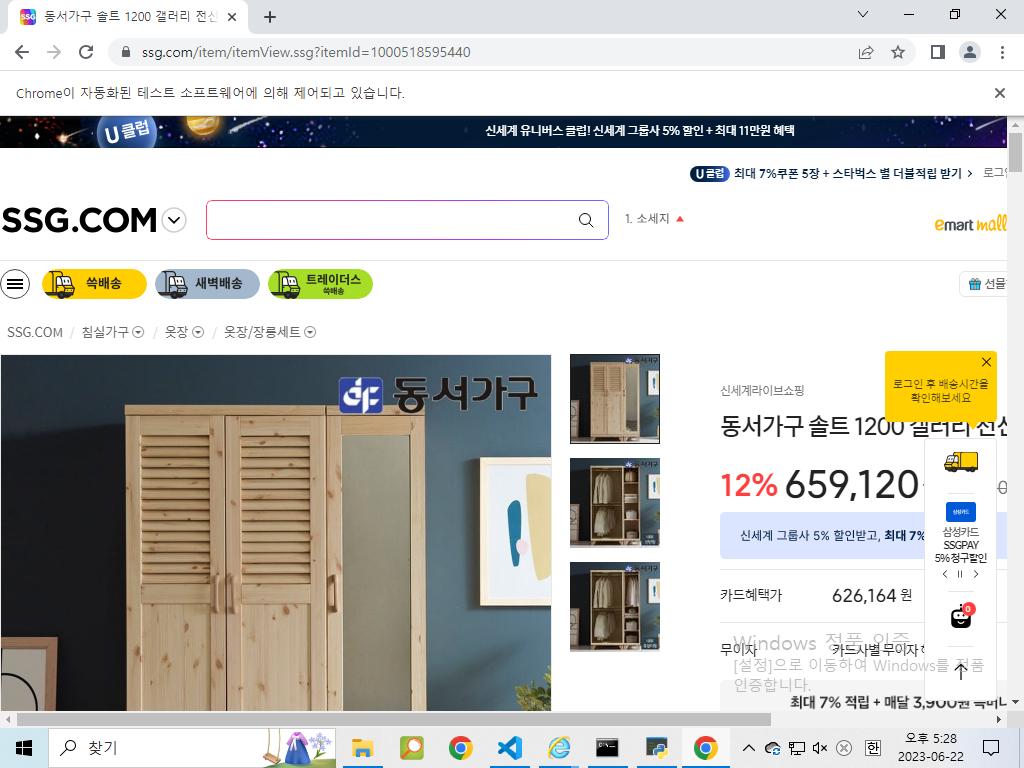 동서가구 솔트 1200 갤러리 전신
ssg.com/item/itemView.ssg?itemId=1000518595440
Chrome이 자동화된 테스트 소프트웨어에 의해 제어되고 있습니다.
U 클럽
신세계 유니버스 클럽! 신세계 그룹사 5% 할인 + 최대 11만원 혜택
U 클럽 최대 7%쿠폰 5장 + 스타벅스 별 더블적립 받기 > 로그인
SSG.COM
1. 소세지
emart mall
쓱배송
새벽배송
트레이더스
쓱배송
선물
SSG.COM / 침실가구 / 옷장 / 옷장/장롱세트
동서가구
신세계라이브쇼핑
로그인 후 배송시간을
확인해보세요
동서가구 솔트 1200 갤러리 전신
12% 659,120
삼성카드
신세계 그룹사 5% 할인받고, 최대 7%
삼성카드
SSGPAY
5% 청구할인
카드혜택가 626,164 원
0
무이자 카드사별 무이자
Windows 정품 인증
[설정]으로 이동하여 Windows를 정품
인증합니다.
최대 7% 적립 + 매달 3,900원 쓱머니
찾기
오후 5:28
2023-06-22
한